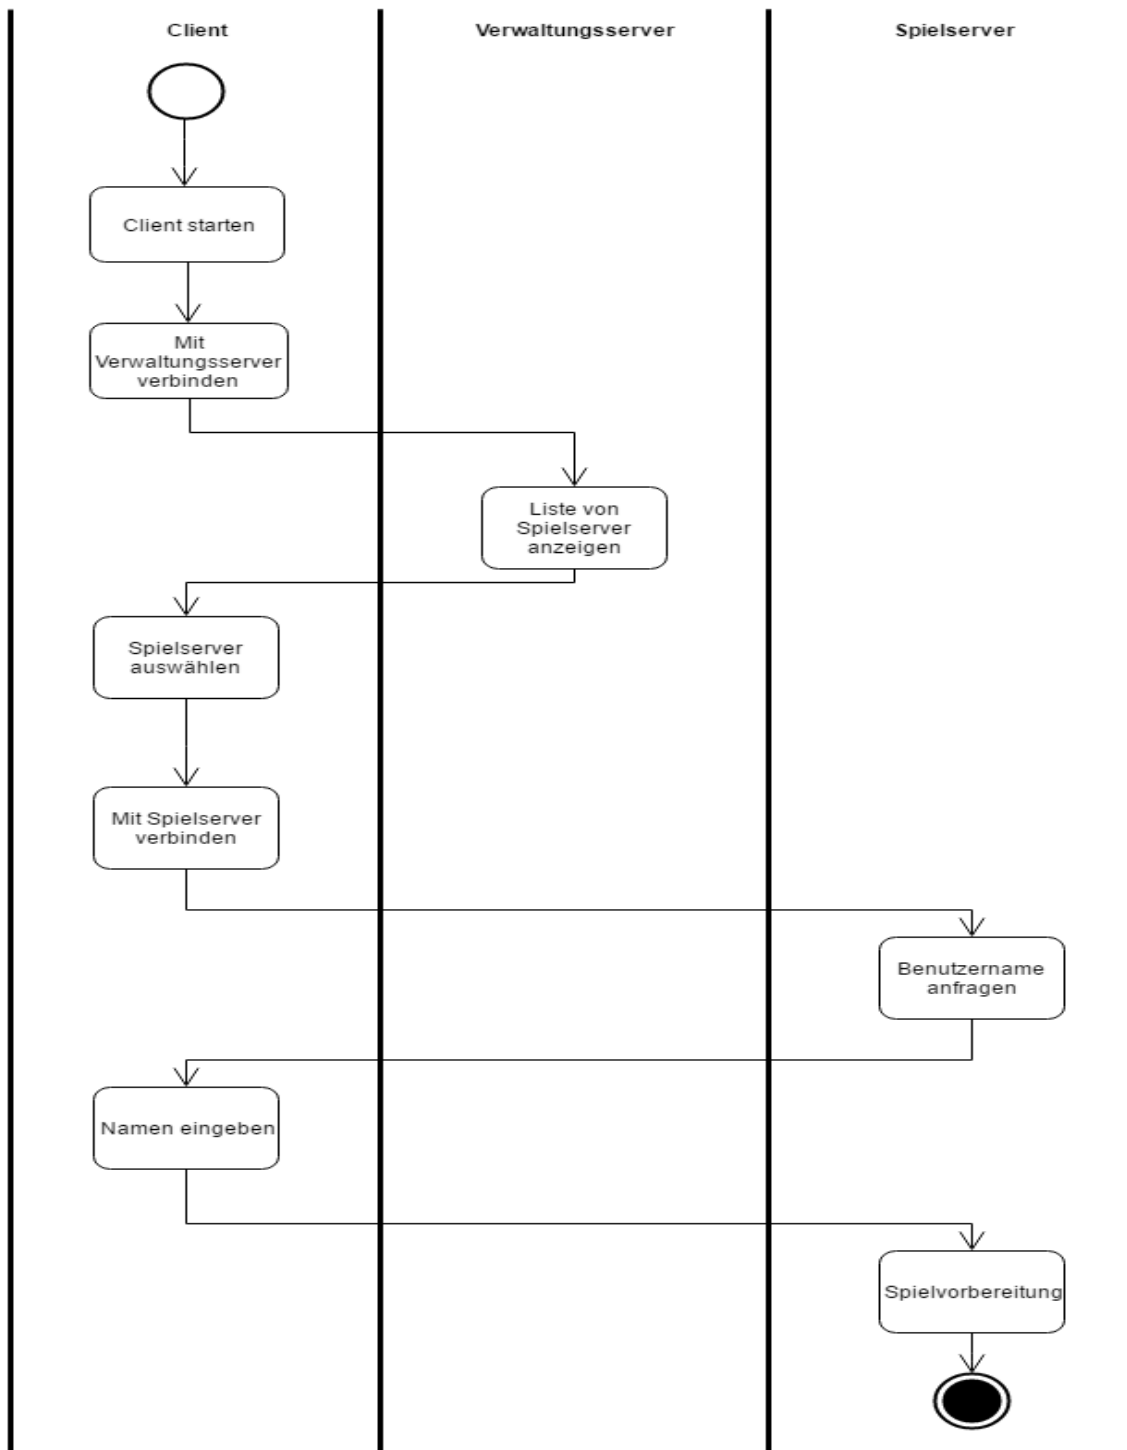 Client
Verwaltungsserver
Spielserver
Client starten
Mit
Verwaltungsserver
verbinden
Liste von
Spielserver
anzeigen
Spielserver
auswählen
Mit Spielserver
verbinden
Benutzername
anfragen
Namen eingeben
Spielvorbereitung